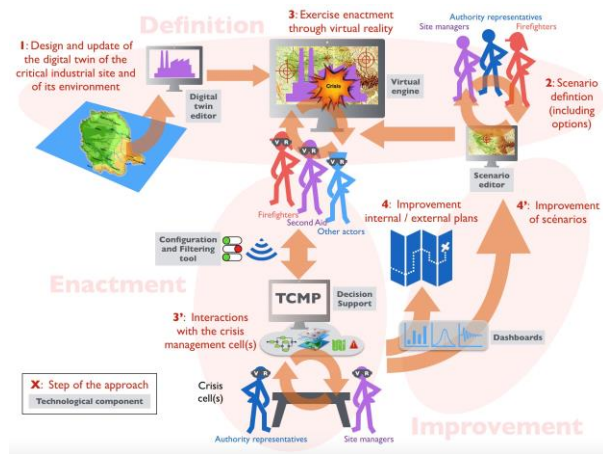 Definition
1: Design and update of
the digital twin of the
critical industrial site and
of its environment
Digital
twin editor
3: Exercise enactment
through virtual reality
Crisis
Virtual
engine
Authority representatives
Site managers
Firefighters
2: Scenario
defintion
(including
options)
Scenario
editor
V R
V R
V R
Firefighters
Second Aid
Other actors
4: Improvement
internal / external plans
4': Improvement
of scénarios
Configuration
and Filtering
tool
Enactment
TCMP
Decision
Support
3': Interactions
with the crisis
management cell(s)
Dashboards
X: Step of the approach
Technological component
Crisis
cell(s)
V R
V R
Authority representatives
Site managers
Improvement